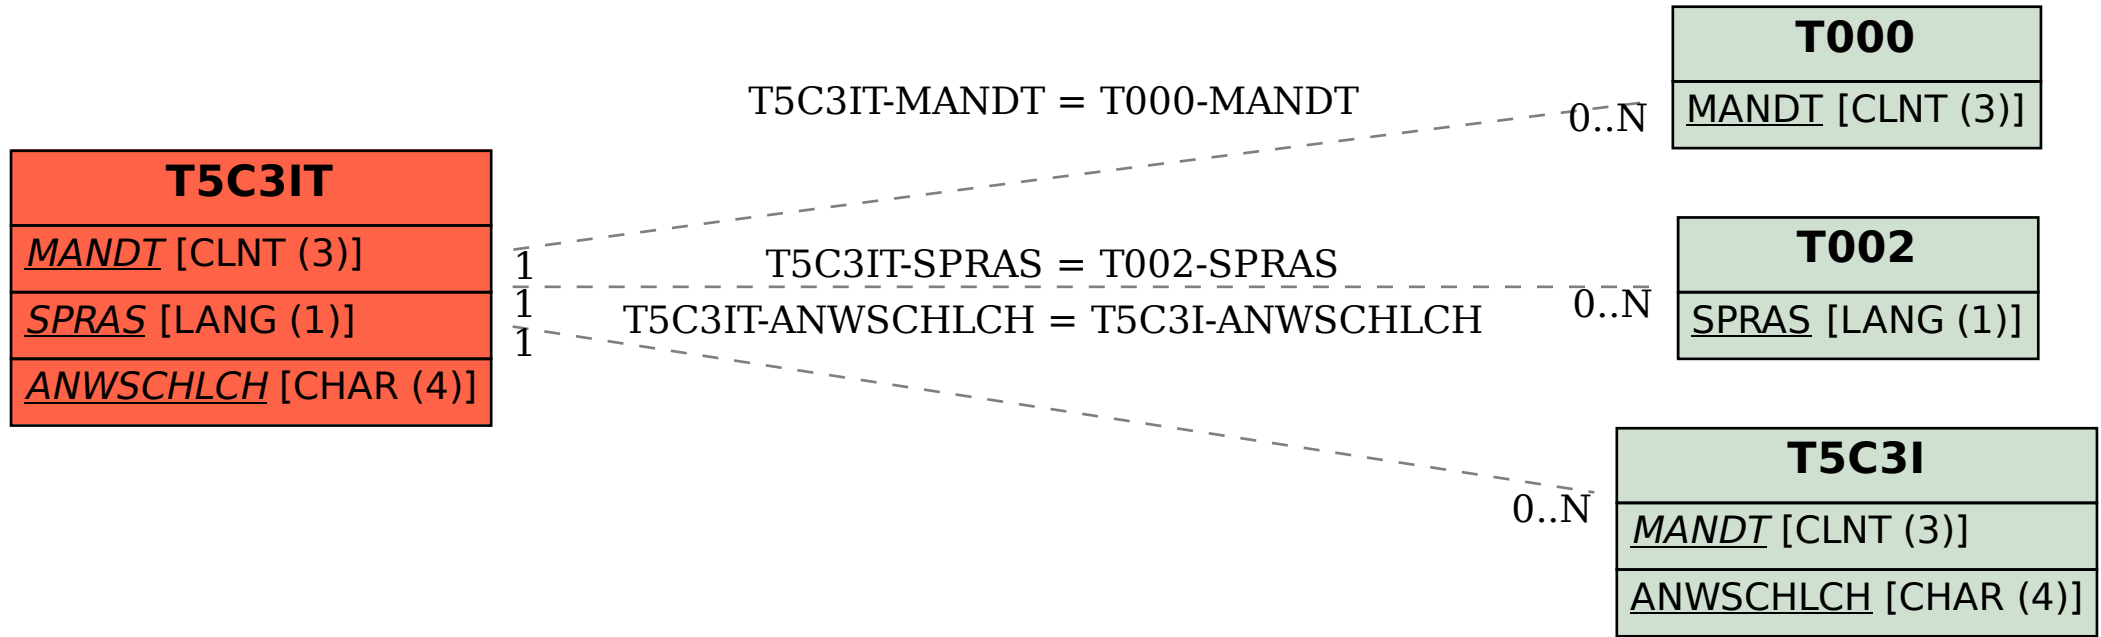 T5C3IT
MANDT [CLNT (3)]
SPRAS [LANG (1)]
ANWSCHLCH [CHAR (4)]
T5C3IT-MANDT = T000-MANDT
1
0..N
T5C3IT-SPRAS = T002-SPRAS
1
0..N
T5C3IT-ANWSCHLCH = T5C3I-ANWSCHLCH
1
0..N
T000
MANDT [CLNT (3)]
T002
SPRAS [LANG (1)]
T5C3I
MANDT [CLNT (3)]
ANWSCHLCH [CHAR (4)]